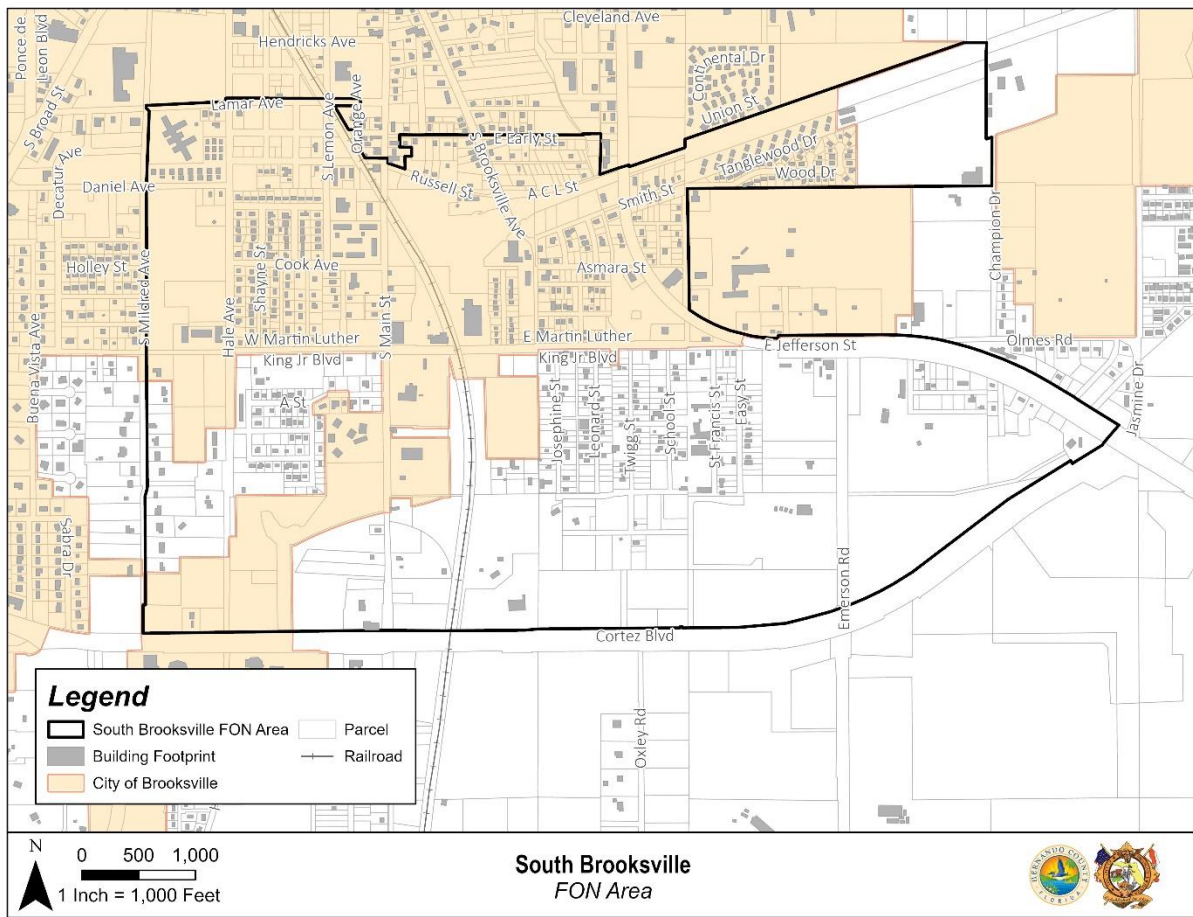 Ponce de
Leon Blvd
Cleveland Ave
Hendricks Ave
Continental Dr
S Broad St
Lamar Ave
Orange Ave
Union St
S Lemon Ave
E Early St
S Brooksville Ave
Decatur Ave
Daniel Ave
Russell St
A C L St
Smith St
Tanglewood Dr
Wood Dr
Champion Dr
Holley St
S Mildred Ave
Shayne St
Cook Ave
Asmara St
Buena Vista Ave
Hale Ave
W Martin Luther
King Jr Blvd
S Main St
E Martin Luther
King Jr Blvd
E Jefferson St
Olmes Rd
Jasmine Dr
A St
Josephine St
Leonard St
Twigg St
School St
St Francis St
Easy St
Sabra Dr
Emerson Rd
Cortez Blvd
Oxley Rd
Legend
South Brooksville FON Area
Parcel
Building Footprint
Railroad
City of Brooksville
N
0 500 1,000
1 Inch = 1,000 Feet
South Brooksville
FON Area
HERNANDO COUNTY
FLORIDA